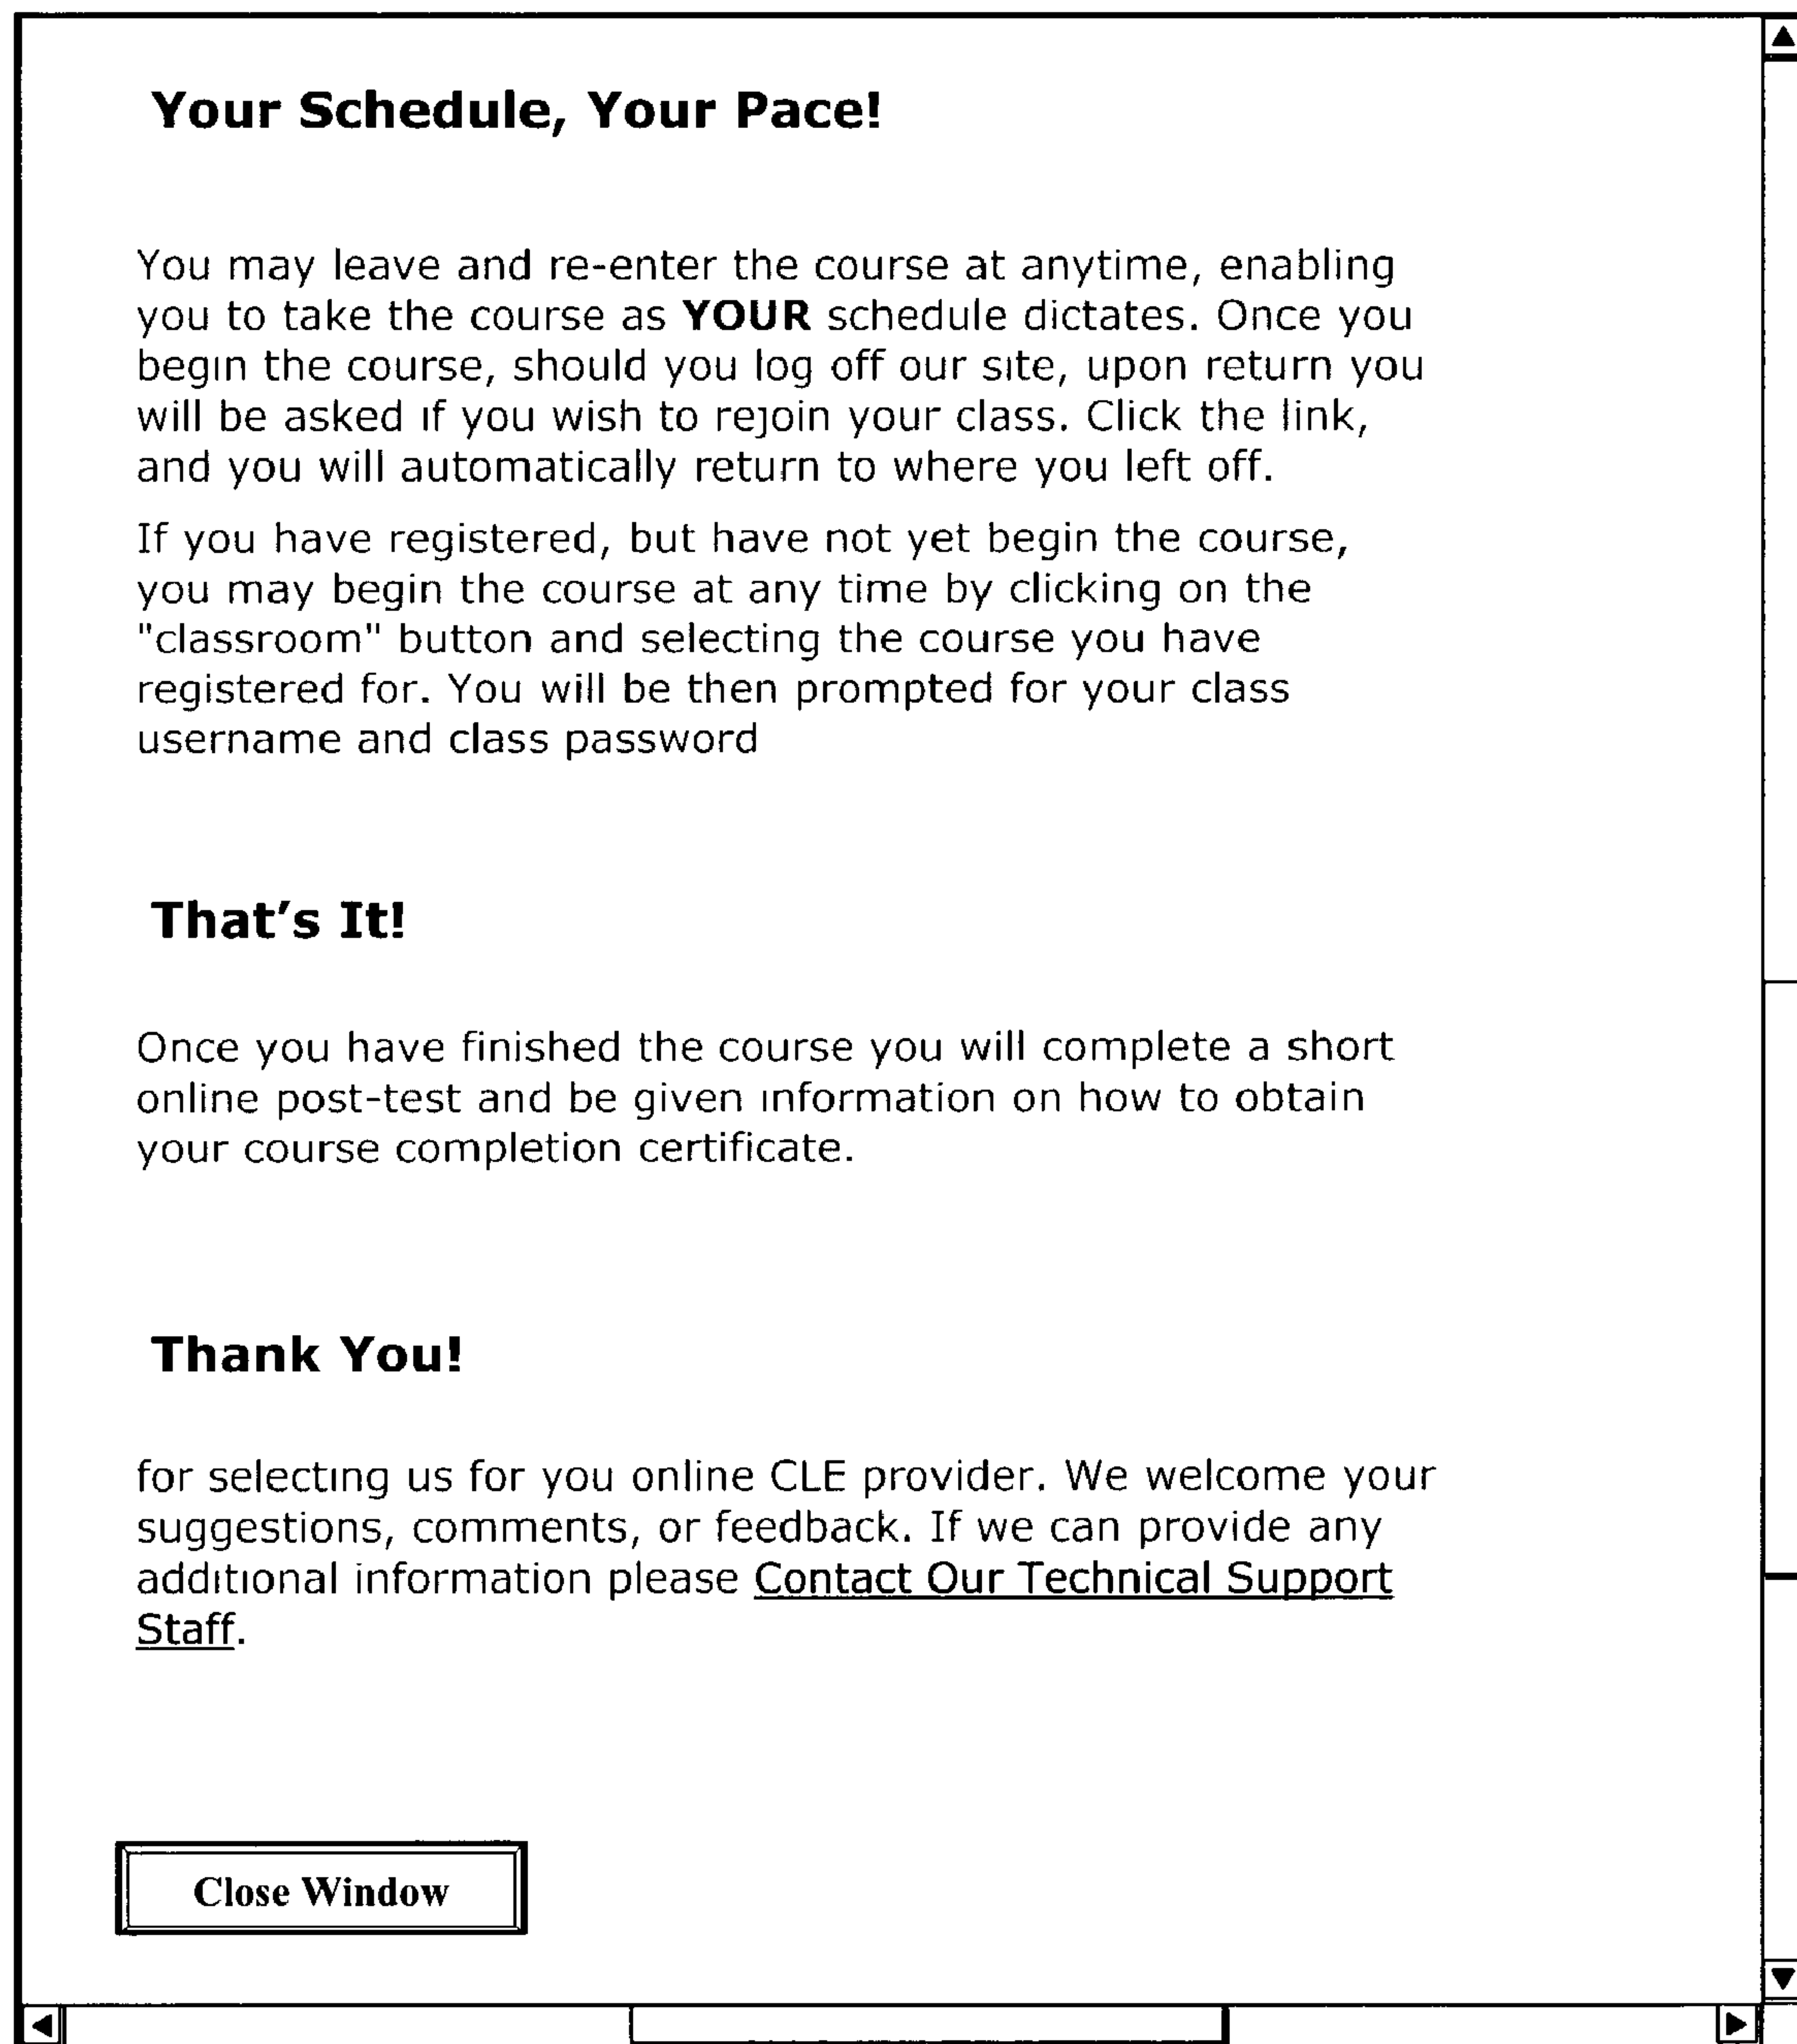 Your Schedule, Your Pace!
You may leave and re-enter the course at anytime, enabling
you to take the course as YOUR schedule dictates. Once you
begin the course, should you log off our site, upon return you
will be asked if you wish to rejoin your class. Click the link,
and you will automatically return to where you left off.
If you have registered, but have not yet begin the course,
you may begin the course at any time by clicking on the
"classroom" button and selecting the course you have
registered for. You will be then prompted for your class
username and class password
That's It!
Once you have finished the course you will complete a short
online post-test and be given information on how to obtain
your course completion certificate.
Thank You!
for selecting us for you online CLE provider. We welcome your
suggestions, comments, or feedback. If we can provide any
additional information please Contact Our Technical Support
Staff.
Close Window